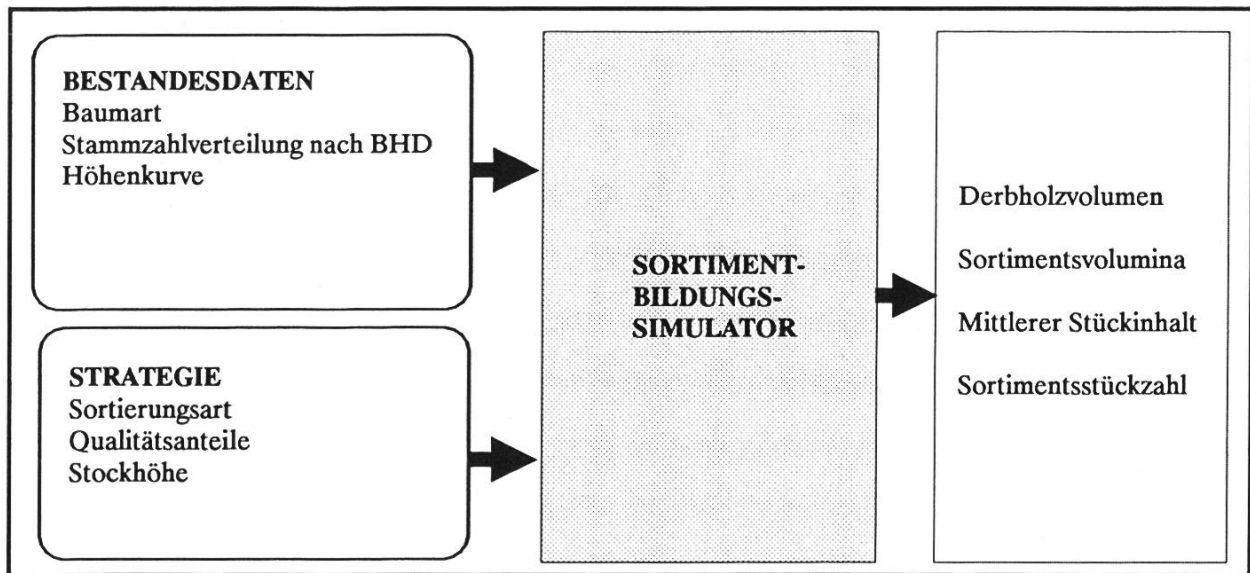 BESTANDESDATEN
Baumart
Stammzahlverteilung nach BHD
Höhenkurve
STRATEGIE
Sortierungsart
Qualitätsanteile
Stockhöhe
SORTIMENT-
BILDUNGS-
SIMULATOR
Derbholzvolumen
Sortimentsvolumina
Mittlerer Stückinhalt
Sortimentsstückzahl